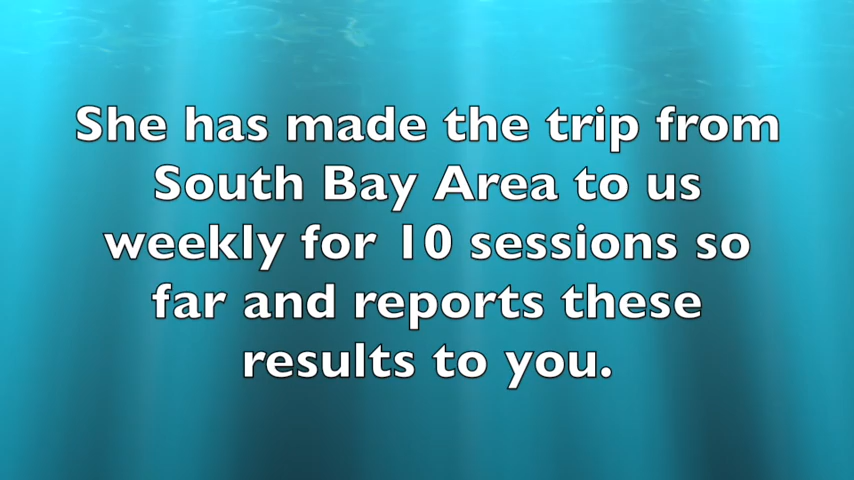 She has made the trip from
South Bay Area to us
weekly for 10 sessions so
far and reports these
results to you.